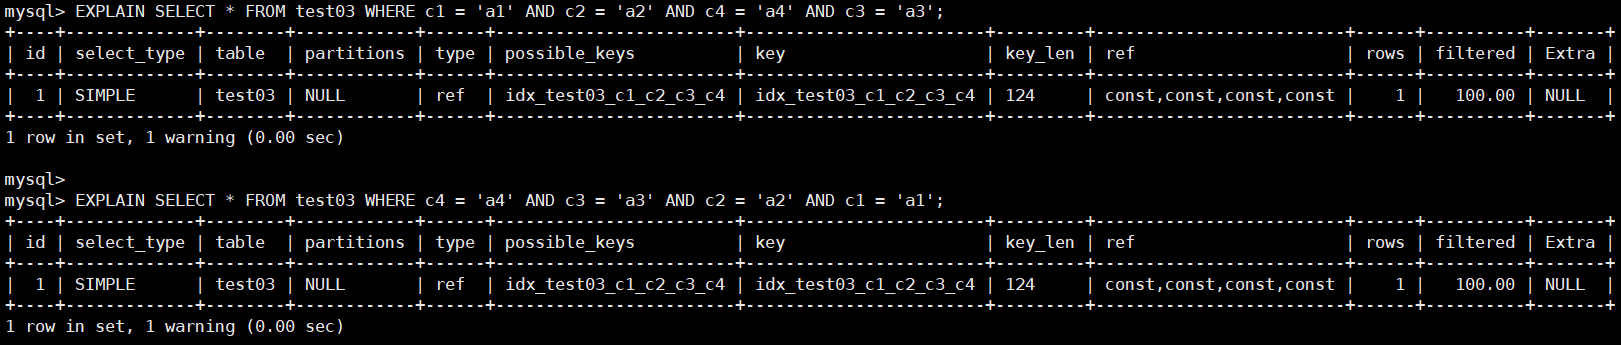 mysql> EXPLAIN SELECT * FROM test03 WHERE c1 = 'a1' AND c2 = 'a2' AND c4 = 'a4' AND c3 = 'a3';
+----+-------------+--------+------------+------+-----------------------+-----------------------+---------+-------------------------+------+----------+-------+
| id | select_type | table  | partitions | type | possible_keys         | key                   | key_len | ref                     | rows | filtered | Extra |
+----+-------------+--------+------------+------+-----------------------+-----------------------+---------+-------------------------+------+----------+-------+
|  1 | SIMPLE      | test03 | NULL       | ref  | idx_test03_c1_c2_c3_c4 | idx_test03_c1_c2_c3_c4 | 124     | const,const,const,const |    1 |   100.00 | NULL  |
+----+-------------+--------+------------+------+-----------------------+-----------------------+---------+-------------------------+------+----------+-------+
1 row in set, 1 warning (0.00 sec)
mysql>
mysql> EXPLAIN SELECT * FROM test03 WHERE c4 = 'a4' AND c3 = 'a3' AND c2 = 'a2' AND c1 = 'a1';
+----+-------------+--------+------------+------+-----------------------+-----------------------+---------+-------------------------+------+----------+-------+
| id | select_type | table  | partitions | type | possible_keys         | key                   | key_len | ref                     | rows | filtered | Extra |
+----+-------------+--------+------------+------+-----------------------+-----------------------+---------+-------------------------+------+----------+-------+
|  1 | SIMPLE      | test03 | NULL       | ref  | idx_test03_c1_c2_c3_c4 | idx_test03_c1_c2_c3_c4 | 124     | const,const,const,const |    1 |   100.00 | NULL  |
+----+-------------+--------+------------+------+-----------------------+-----------------------+---------+-------------------------+------+----------+-------+
1 row in set, 1 warning (0.00 sec)